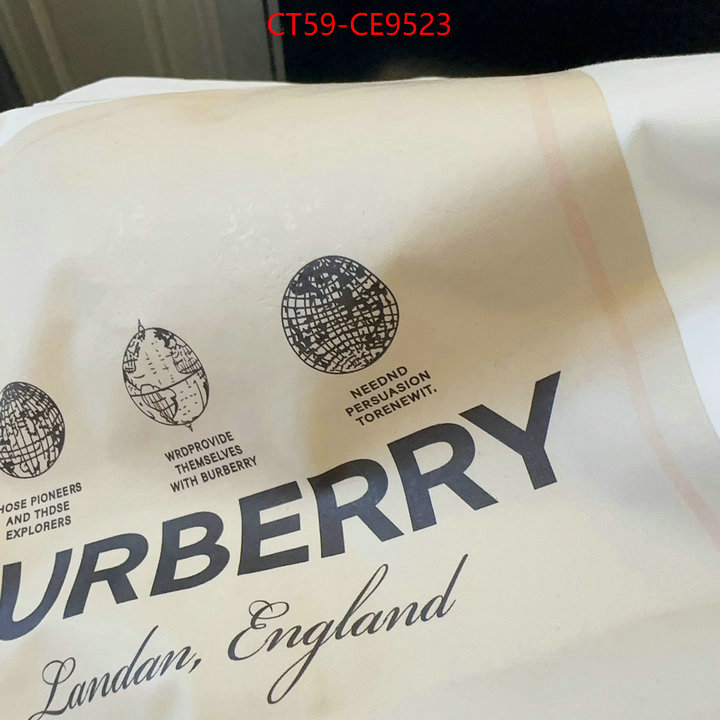 CT59-CE9523
NEEDND
PERSUASION
TORENEWIT.
WRDPROVIDE
THEMSELVES
WITH BURBERRY
HOSE PIONEERS
AND THDSE
EXPLORERS
URBERRY
Landan, England